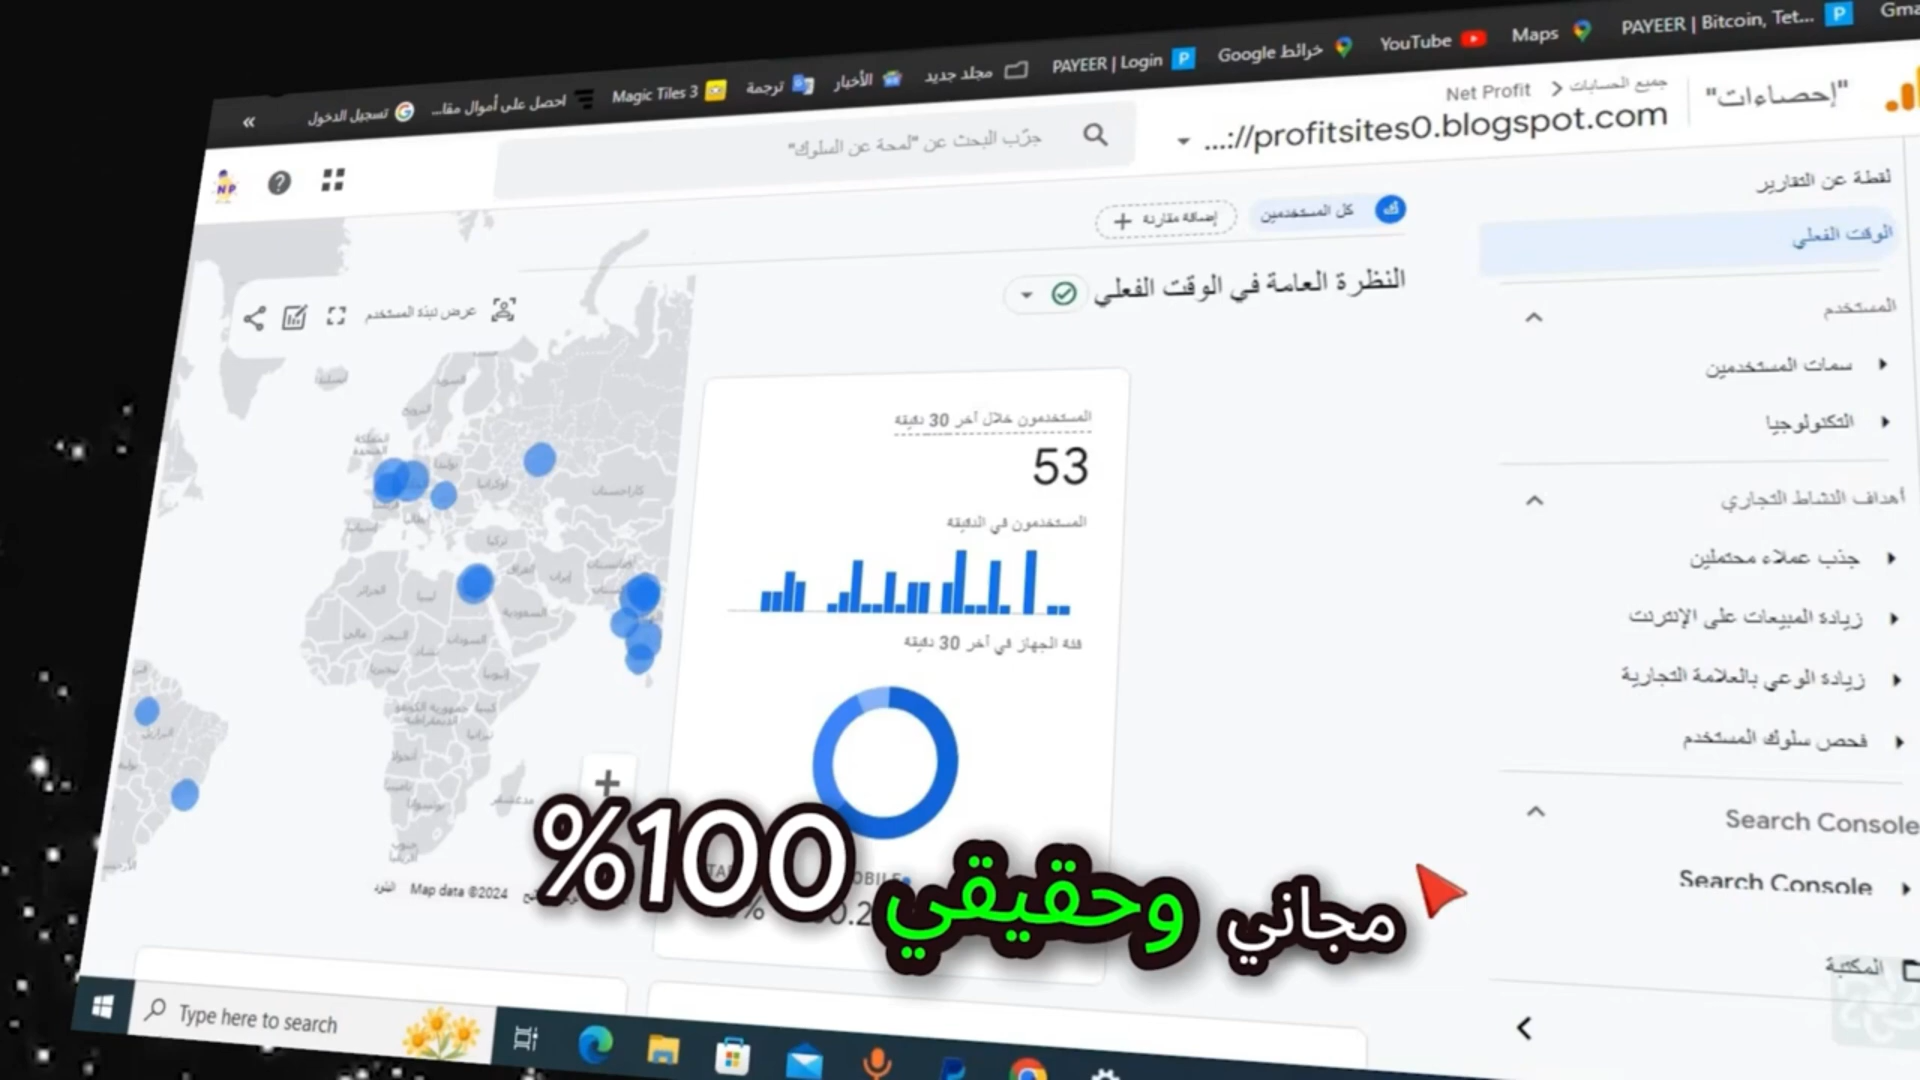 PAYEER | Bitcoin, Tet...
Maps
YouTube
خرائط Google
PAYEER | Login
مجلد جديد
الأخبار
ترجمة
Magic Tiles 3
احصل على أموال مقا...
تسجيل الدخول
"إحصاءات"
جميع الحسابات > Net Profit
...://profitsites0.blogspot.com
جرّب البحث عن "لمحة عن السلوك"
NP
كل المستخدمين
إضافة مقارنة +
النظرة العامة في الوقت الفعلي
عرض نبذة المستخدم
المستخدمون خلال آخر 30 دقيقة
53
المستخدمون في الدقيقة
فئة الجهاز في آخر 30 دقيقة
لقطة عن التقارير
الوقت الفعلي
المستخدم
سمات المستخدمين
التكنولوجيا
أهداف النشاط التجاري
جذب عملاء محتملين
زيادة المبيعات على الإنترنت
زيادة الوعي بالعلامة التجارية
فحص سلوك المستخدم
Search Console
Search Console
المكتبة
Map data ©2024
مجاني وحقيقي 100%
Type here to search